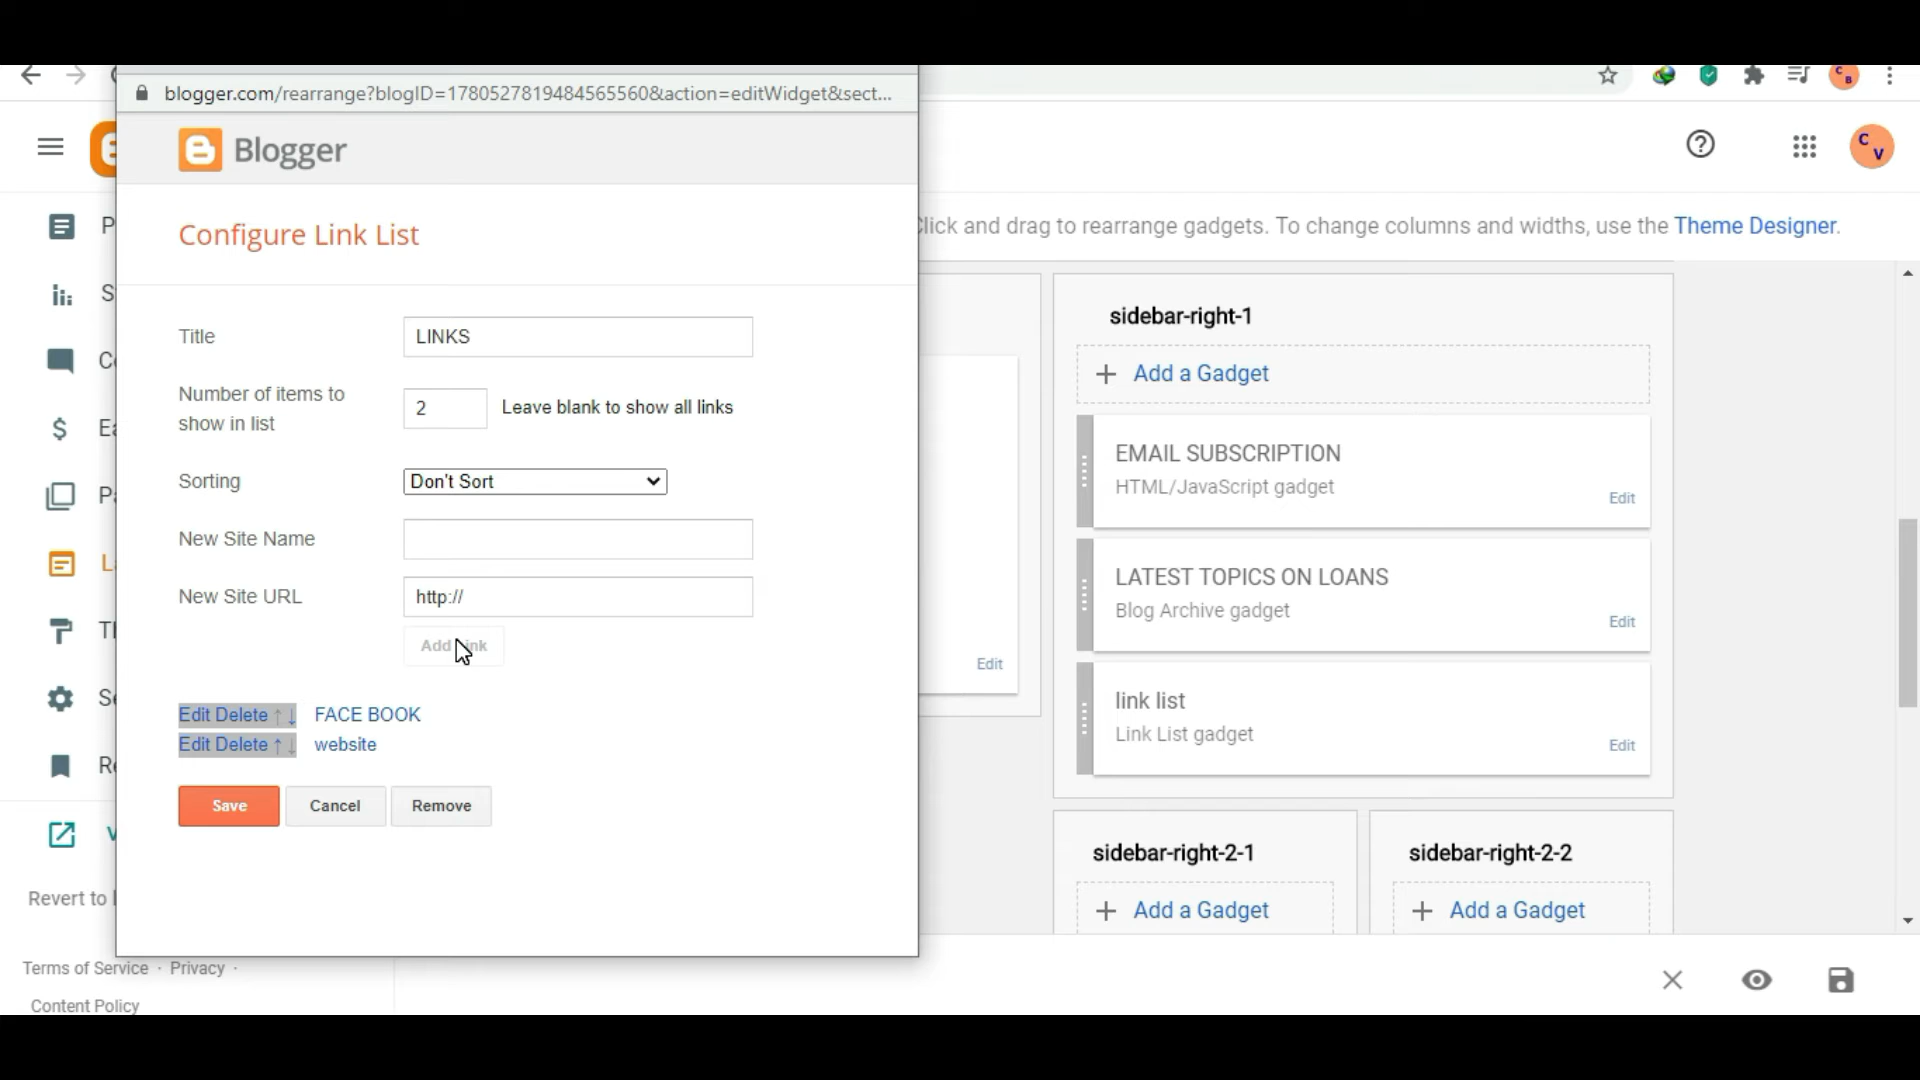 blogger.com/rearrange?blogID=1780527819484565560&action=editWidget&sect...
Blogger
Configure Link List
Title
LINKS
Number of items to
show in list
2
Leave blank to show all links
Sorting
Don't Sort
New Site Name
New Site URL
http://
Add
Edit Delete ↑ ↓ FACE BOOK
Edit Delete ↑ ↓ website
Save
Cancel
Remove
Click and drag to rearrange gadgets. To change columns and widths, use the Theme Designer.
sidebar-right-1
+ Add a Gadget
EMAIL SUBSCRIPTION
HTML/JavaScript gadget
Edit
LATEST TOPICS ON LOANS
Blog Archive gadget
Edit
link list
Link List gadget
Edit
Edit
sidebar-right-2-1
+ Add a Gadget
sidebar-right-2-2
+ Add a Gadget
C V
C B
Revert to
Terms of Service · Privacy ·
Content Policy